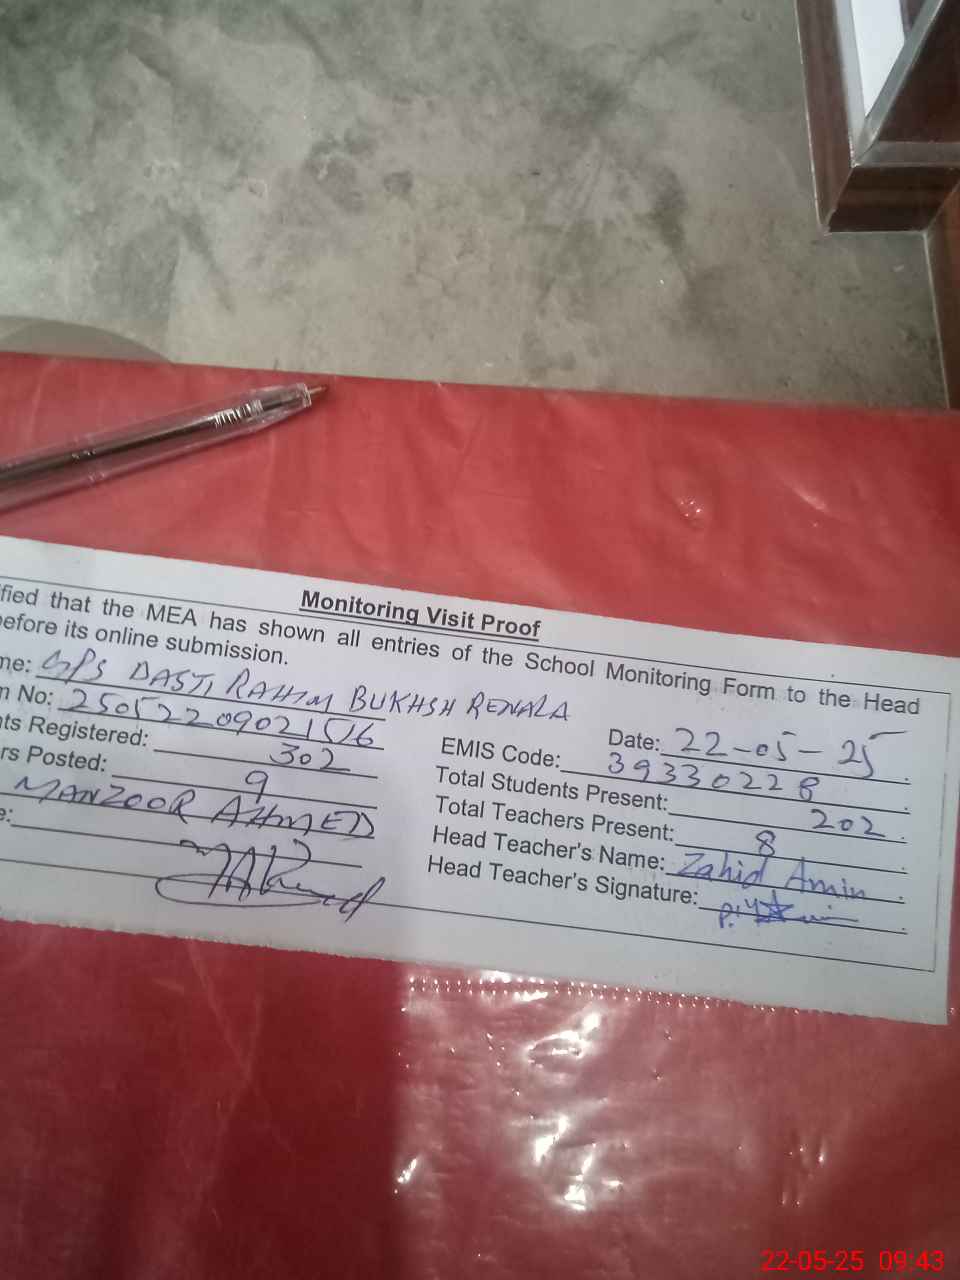 Monitoring Visit Proof
fied that the MEA has shown all entries of the School Monitoring Form to the Head
before its online submission.
me: GPS BASTI RAHIM BUKHSH RENALA
m No: 2505220902156 Date: 22-05-25
nts Registered: 302 EMIS Code: 39330228
rs Posted: 9 Total Students Present: 202
MANZOOR AHMED Total Teachers Present: 8
e: Head Teacher's Name: Zahid Amin
Head Teacher's Signature:
22-05-25 09:43